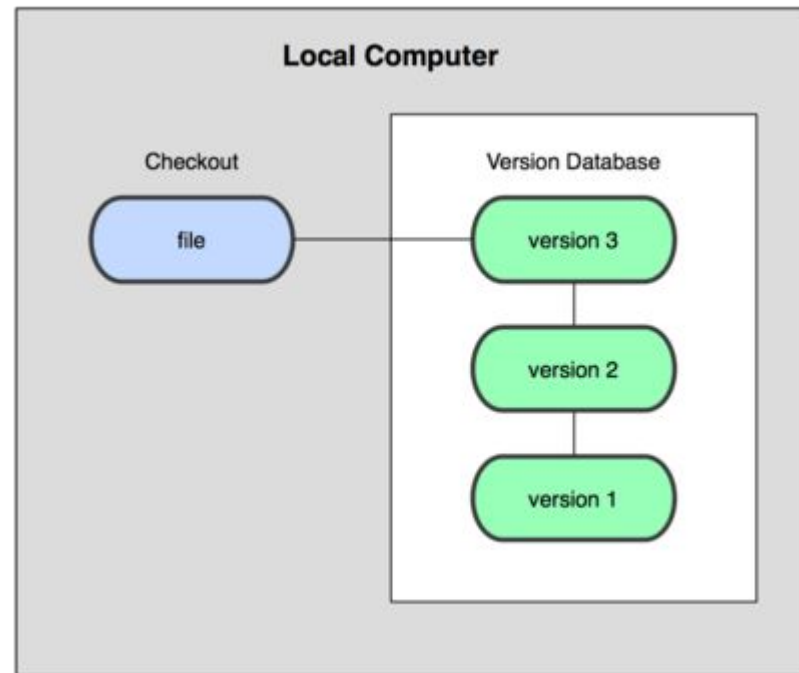 Local Computer
Checkout
Version Database
file
version 3
version 2
version 1